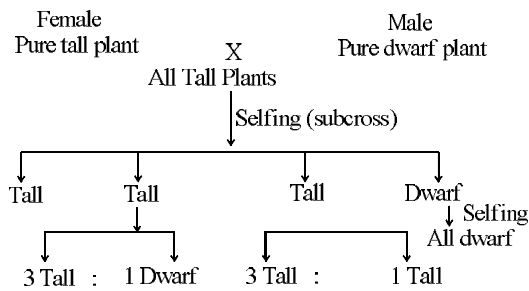 Female
Pure tall plant
Male
Pure dwarf plant
X
All Tall Plants
Selfing (subcross)
Tall Tall Tall Dwarf
Selfing
All dwarf
3 Tall : 1 Dwarf 3 Tall : 1 Tall